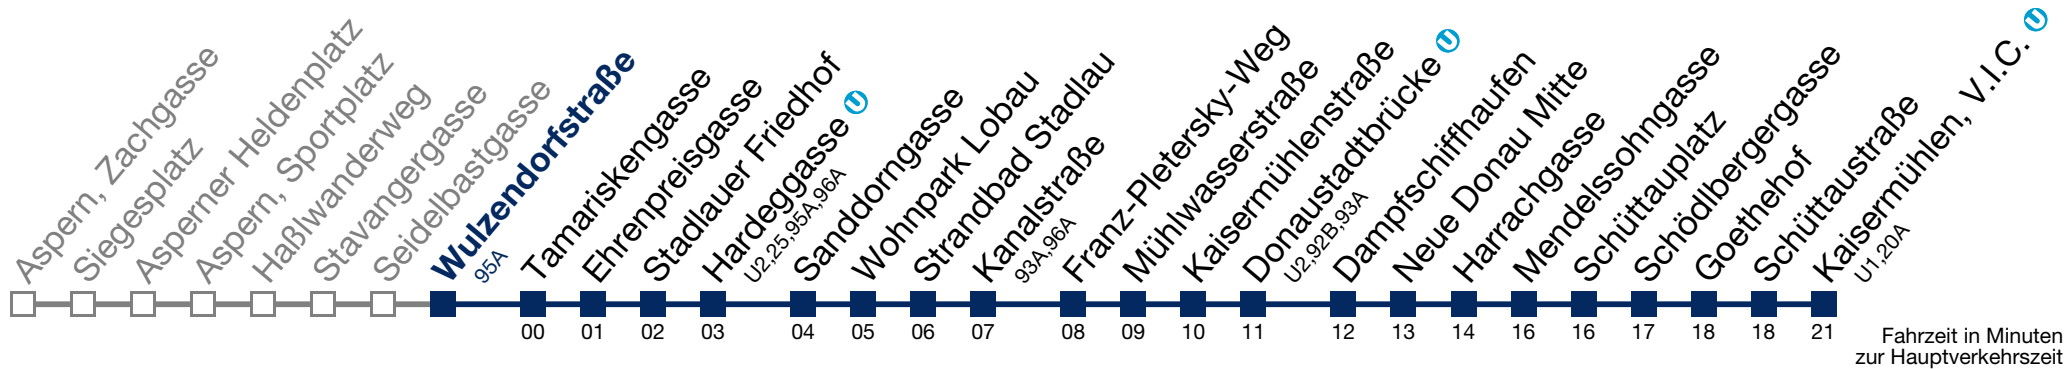 Aspern, Zachgasse
Siegesplatz
Asperner Heldenplatz
Aspern, Sportplatz
Haßlwanderweg
Stavangergasse
Seidelbastgasse
Wulzendorfstraße
95A
Tamariskengasse
Ehrenpreisgasse
Stadlauer Friedhof
Hardeggasse U
U2,25,95A,96A
Sanddorngasse
Wohnpark Lobau
Strandbad Stadlau
Kanalstraße
93A,96A
Franz-Pletersky-Weg
Mühlwasserstraße
Kaisermühlenstraße
Donaustadtbrücke U
U2,92B,93A
Dampfschiffhaufen
Neue Donau Mitte
Harrachgasse
Mendelssohngasse
Schüttauplatz
Schödlbergergasse
Goethehof
Schüttaustraße
Kaisermühlen, V.I.C. U
U1,20A
00 01 02 03 04 05 06 07 08 09 10 11 12 13 14 16 16 17 18 18 21
Fahrzeit in Minuten
zur Hauptverkehrszeit